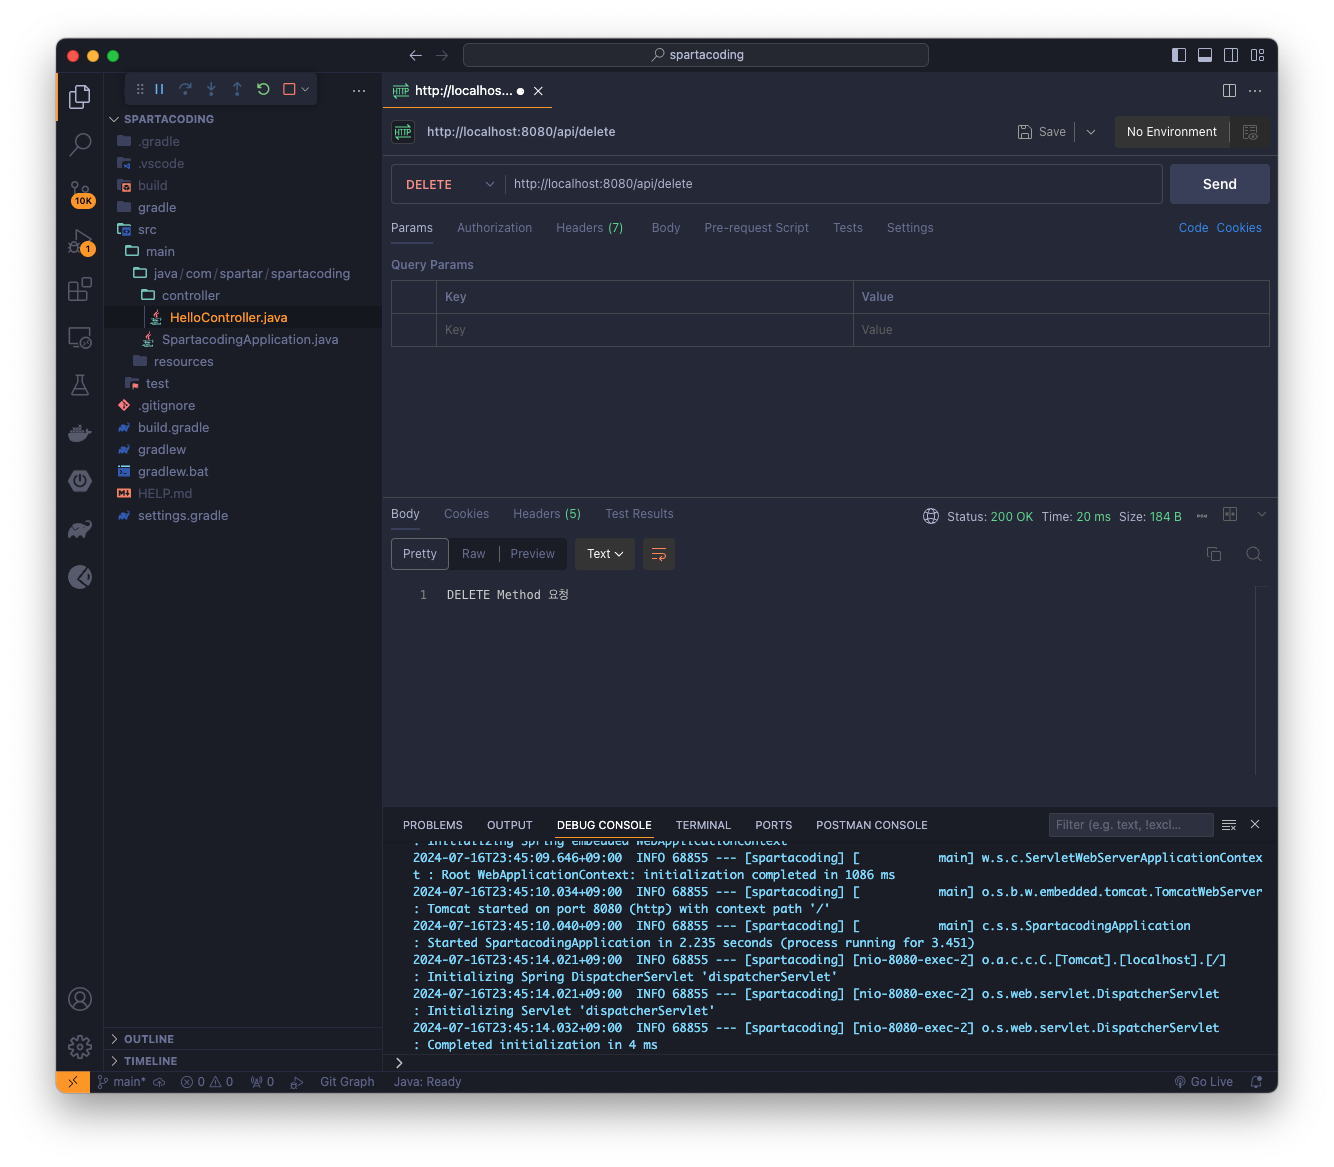 spartacoding
http://localhos...
SPARTACODING
http://localhost:8080/api/delete
Save
No Environment
.gradle
.vscode
build
gradle
src
main
java/com/spartar/spartacoding
controller
HelloController.java
SpartacodingApplication.java
resources
test
.gitignore
build.gradle
gradlew
gradlew.bat
HELP.md
settings.gradle
10K
1
DELETE
http://localhost:8080/api/delete
Send
Params Authorization Headers (7) Body Pre-request Script Tests Settings Code Cookies
Query Params
Key Value
Key Value
Body Cookies Headers (5) Test Results
Status: 200 OK Time: 20 ms Size: 184 B
Pretty Raw Preview Text
1 DELETE Method 요청
PROBLEMS OUTPUT DEBUG CONSOLE TERMINAL PORTS POSTMAN CONSOLE
Filter (e.g. text, !excl...
: Initializing Spring embedded WebApplicationContext
2024-07-16T23:45:09.646+09:00 INFO 68855 --- [spartacoding] [ main] w.s.c.ServletWebServerApplicationContex
t : Root WebApplicationContext: initialization completed in 1086 ms
2024-07-16T23:45:10.034+09:00 INFO 68855 --- [spartacoding] [ main] o.s.b.w.embedded.tomcat.TomcatWebServer
: Tomcat started on port 8080 (http) with context path '/'
2024-07-16T23:45:10.040+09:00 INFO 68855 --- [spartacoding] [ main] c.s.s.SpartacodingApplication
: Started SpartacodingApplication in 2.235 seconds (process running for 3.451)
2024-07-16T23:45:14.021+09:00 INFO 68855 --- [spartacoding] [nio-8080-exec-2] o.a.c.c.C.[Tomcat].[localhost].[/]
: Initializing Spring DispatcherServlet 'dispatcherServlet'
2024-07-16T23:45:14.021+09:00 INFO 68855 --- [spartacoding] [nio-8080-exec-2] o.s.web.servlet.DispatcherServlet
: Initializing Servlet 'dispatcherServlet'
2024-07-16T23:45:14.032+09:00 INFO 68855 --- [spartacoding] [nio-8080-exec-2] o.s.web.servlet.DispatcherServlet
: Completed initialization in 4 ms
OUTLINE
TIMELINE
main* 0 0 0 Git Graph Java: Ready Go Live